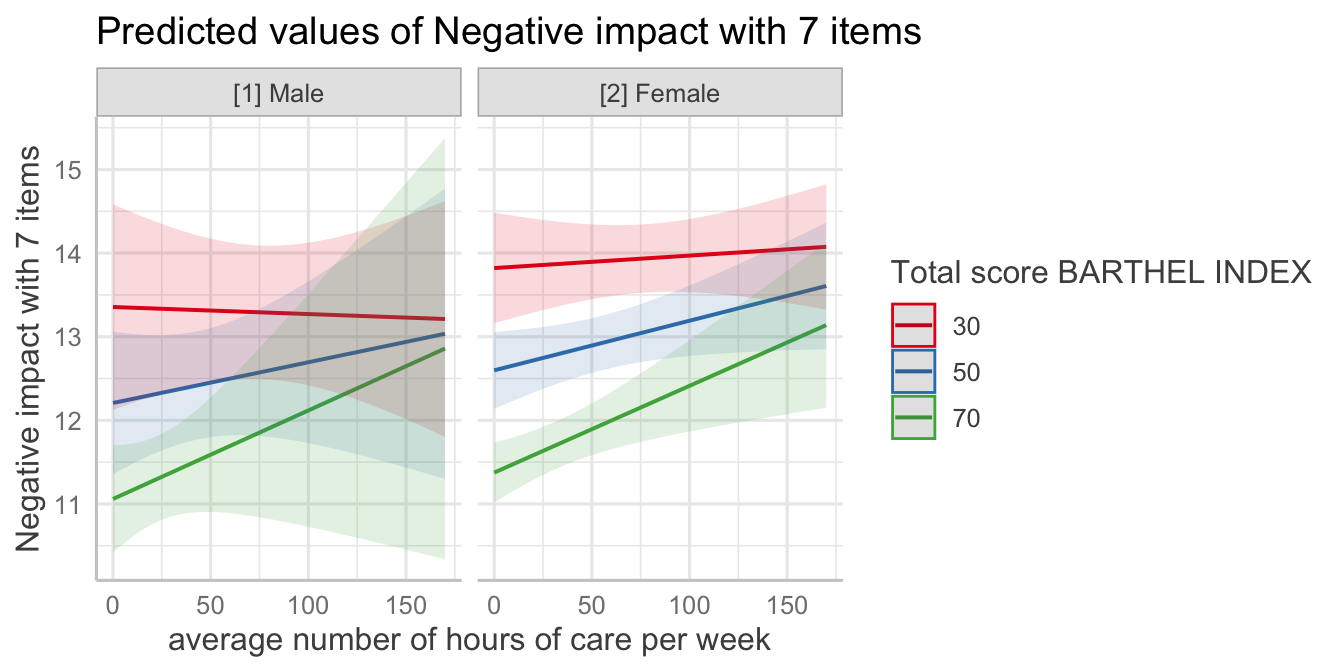 Predicted values of Negative impact with 7 items
[1] Male
[2] Female
Negative impact with 7 items
15
14
13
12
11
0 50 100 150
0 50 100 150
average number of hours of care per week
Total score BARTHEL INDEX
30
50
70